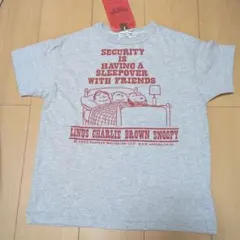 SECURITY
IS
HAVING A
SLEEPOVER
WITH FRIENDS
LINUS CHARLIE BROWN SNOOPY